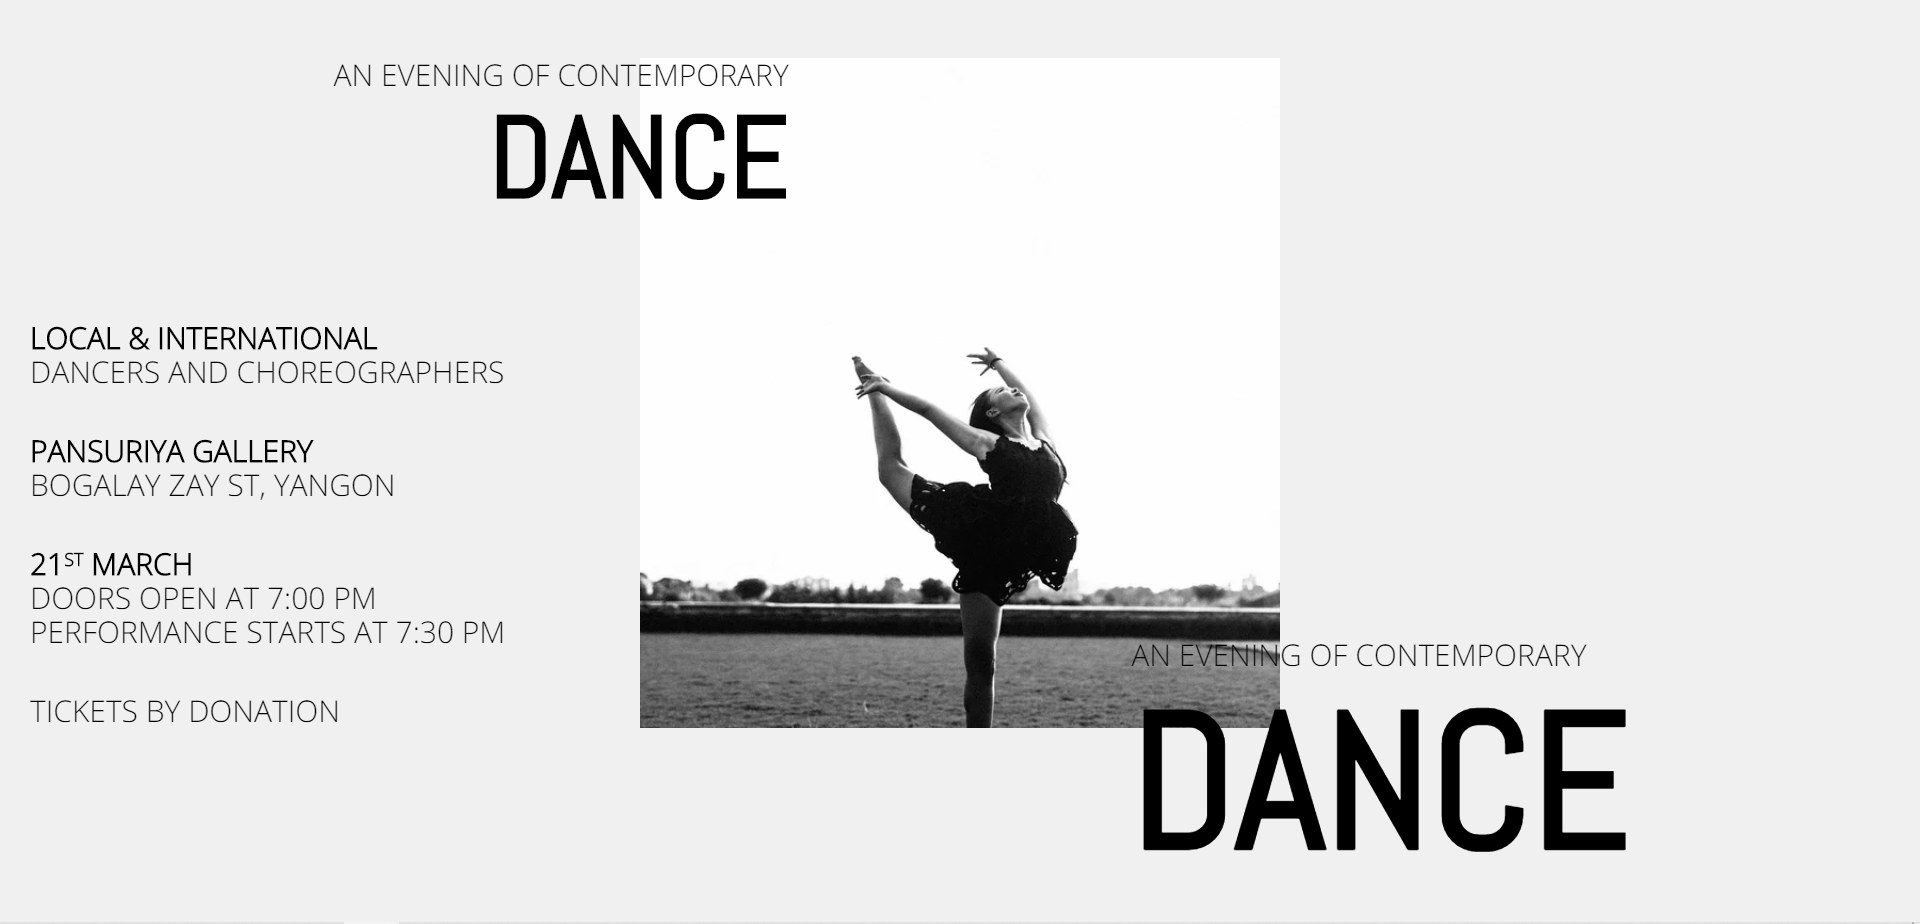 AN EVENING OF CONTEMPORARY
DANCE
LOCAL & INTERNATIONAL
DANCERS AND CHOREOGRAPHERS
PANSURIYA GALLERY
BOGALAY ZAY ST, YANGON
21ST MARCH
DOORS OPEN AT 7:00 PM
PERFORMANCE STARTS AT 7:30 PM
TICKETS BY DONATION
AN EVENING OF CONTEMPORARY
DANCE